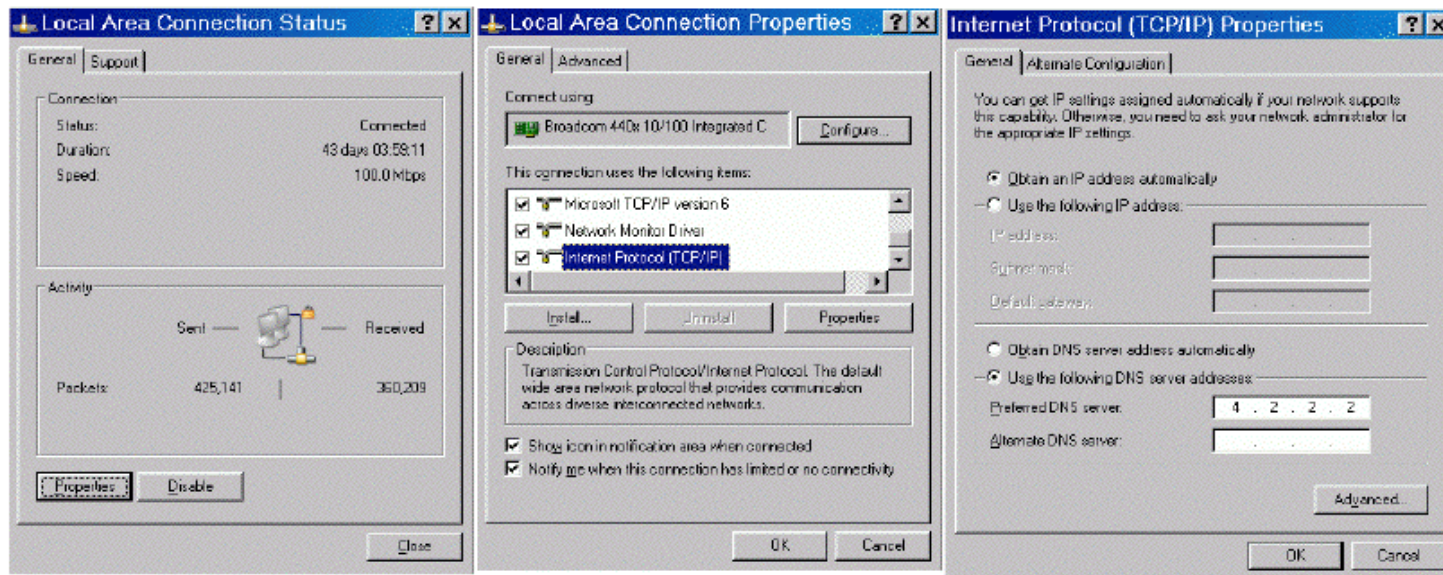 Local Area Connection Status
General
Support
Connection
Status: Connected
Duration: 43 days 03:59:11
Speed: 100.0 Mbps
Activity
Sent — — Received
Packets: 425,141 360,209
Properties
Disable
Close
Local Area Connection Properties
General
Advanced
Connect using
Broadcom 440x 10/100 Integrated C
Configure...
This connection uses the following items:
Microsoft TCP/IP version 6
Network Monitor Driver
Internet Protocol (TCP/IP)
Install...
Uninstall
Properties
Description
Transmission Control Protocol/Internet Protocol. The default
wide area network protocol that provides communication
across diverse interconnected networks.
Show icon in notification area when connected
Notify me when this connection has limited or no connectivity
OK
Cancel
Internet Protocol (TCP/IP) Properties
General
Alternate Configuration
You can get IP settings assigned automatically if your network supports
this capability. Otherwise, you need to ask your network administrator for
the appropriate IP settings.
Obtain an IP address automatically
Use the following IP address:
IP address:
Subnet mask:
Default gateway:
Obtain DNS server address automatically
Use the following DNS server addresses:
Preferred DNS server: 4 . 2 . 2 . 2
Alternate DNS server:
Advanced...
OK
Cancel